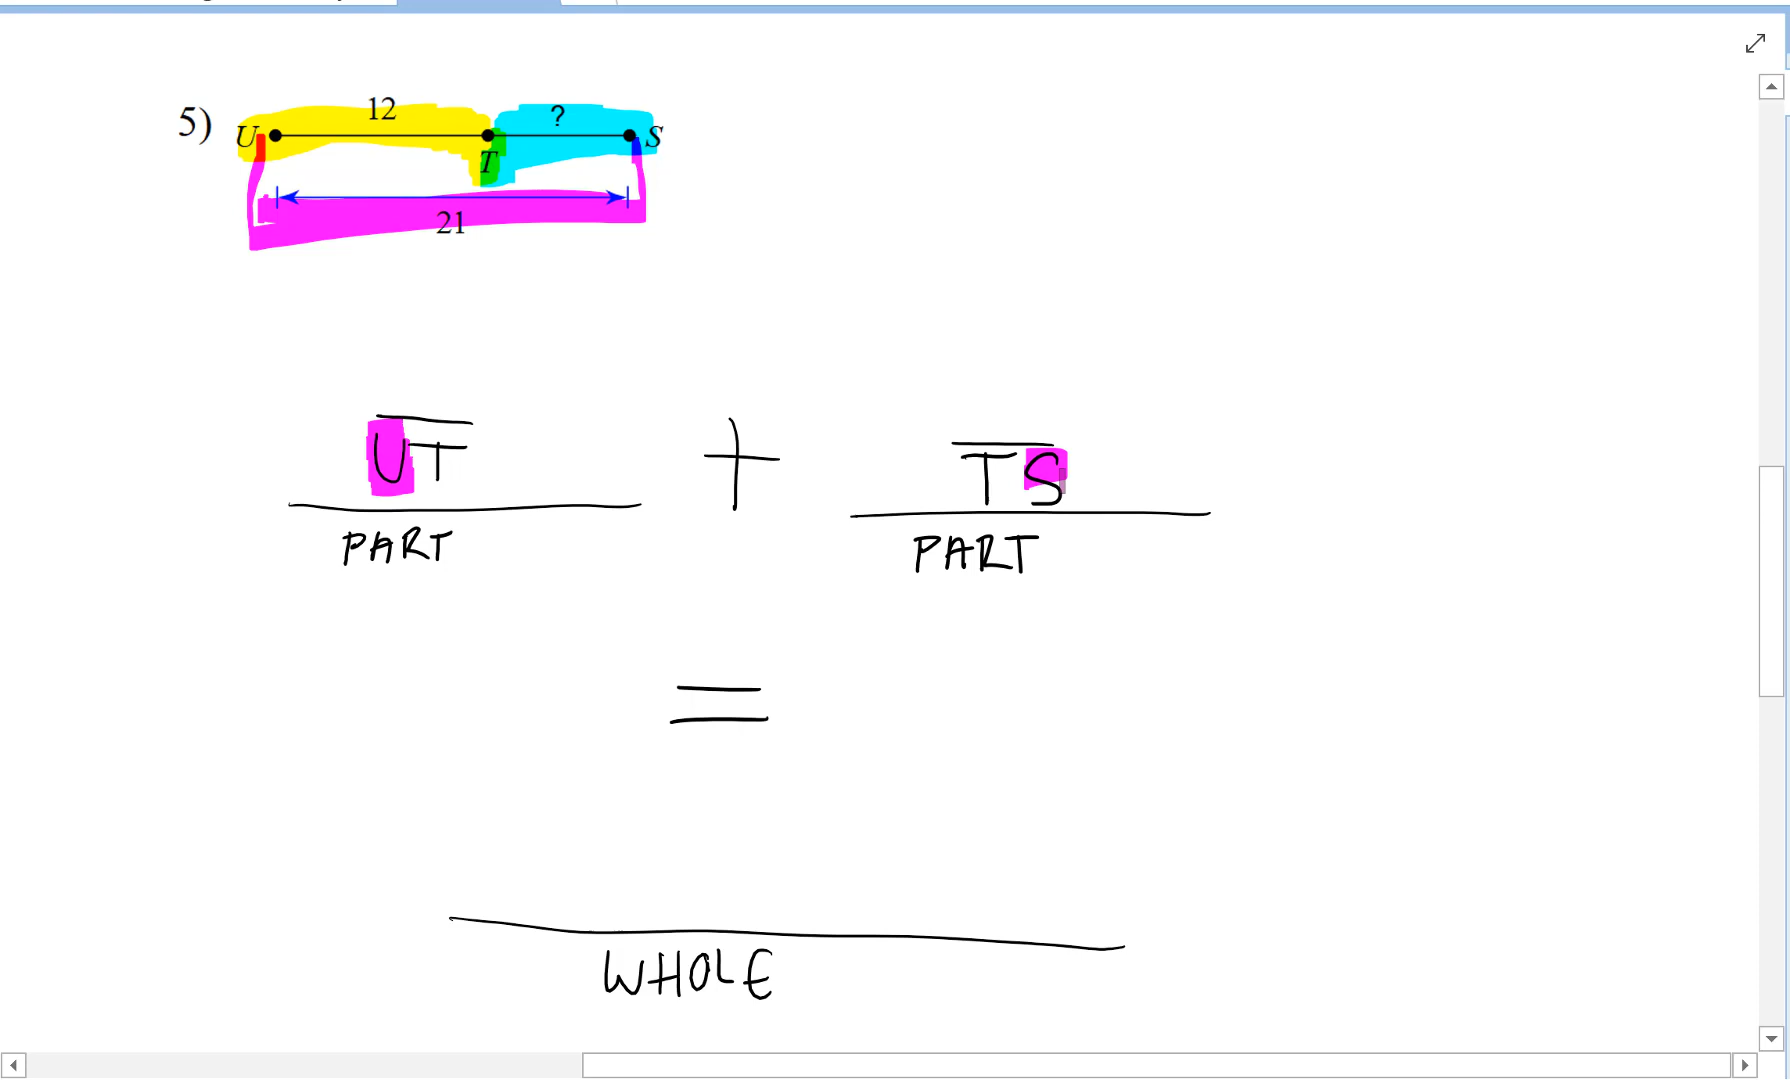 12 ?
5) U T S
21
UT + TS
PART PART
=
WHOLE